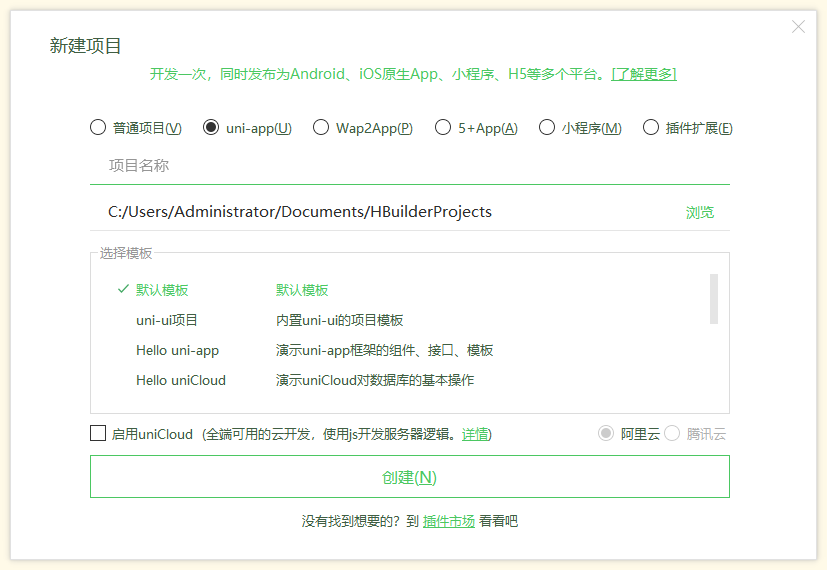 新建项目
开发一次，同时发布为Android、iOS原生App、小程序、H5等多个平台。[了解更多]
普通项目(V) uni-app(U) Wap2App(P) 5+App(A) 小程序(M) 插件扩展(E)
项目名称
C:/Users/Administrator/Documents/HBuilderProjects 浏览
选择模板
默认模板 默认模板
uni-ui项目 内置uni-ui的项目模板
Hello uni-app 演示uni-app框架的组件、接口、模板
Hello uniCloud 演示uniCloud对数据库的基本操作
启用uniCloud（全端可用的云开发，使用js开发服务器逻辑。详情) 阿里云 腾讯云
创建(N)
没有找到想要的？到 插件市场 看看吧